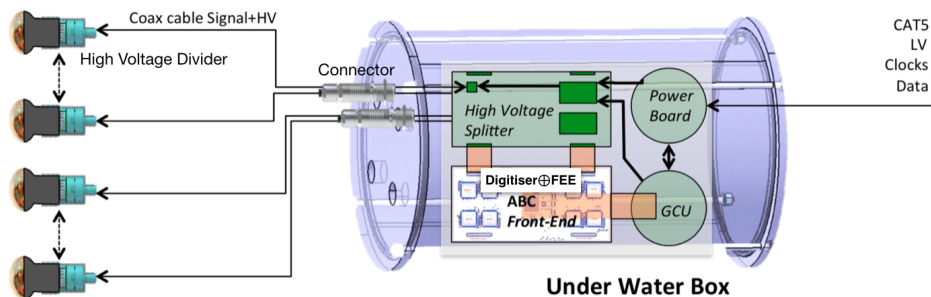 Coax cable Signal+HV
High Voltage Divider
Connector
CAT5
LV
Clocks
Data
High Voltage
Splitter
Power
Board
Digitiser⊕FEE
ABC
Front-End
GCU
Under Water Box